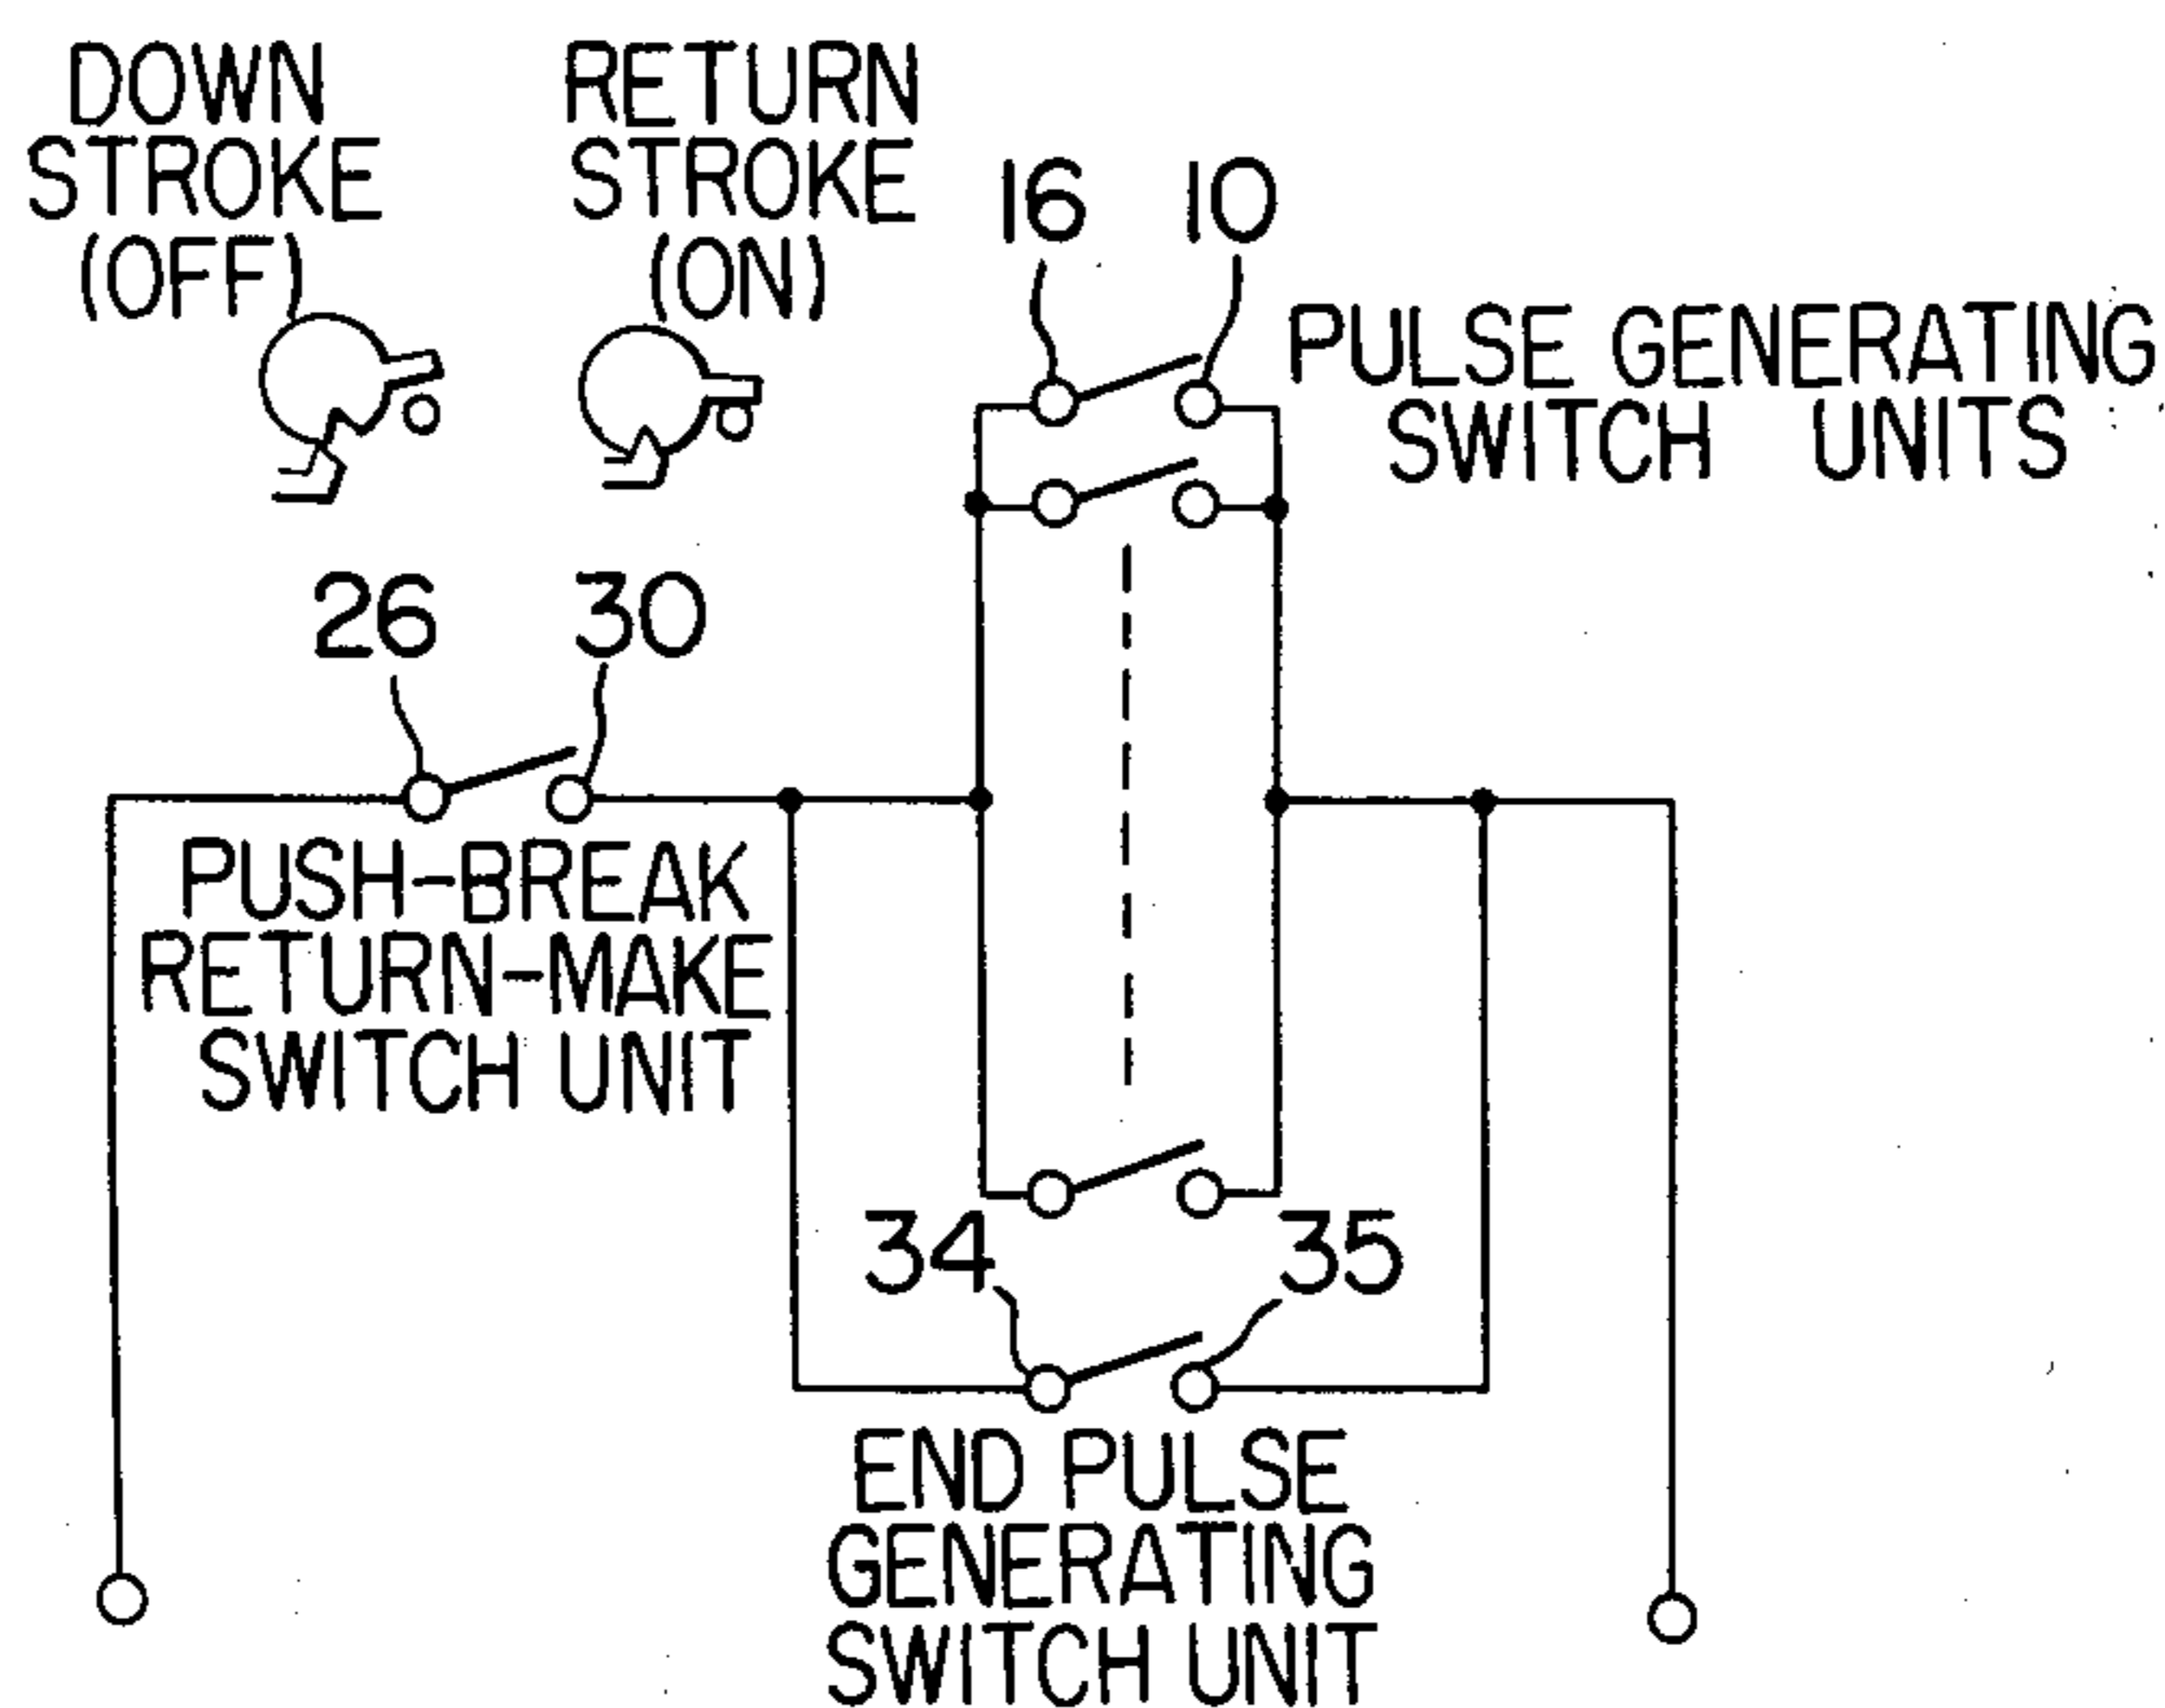 DOWN
STROKE
(OFF)
RETURN
STROKE
(ON)
16
10
PULSE GENERATING
SWITCH UNITS
26
30
PUSH-BREAK
RETURN-MAKE
SWITCH UNIT
34
35
END PULSE
GENERATING
SWITCH UNIT